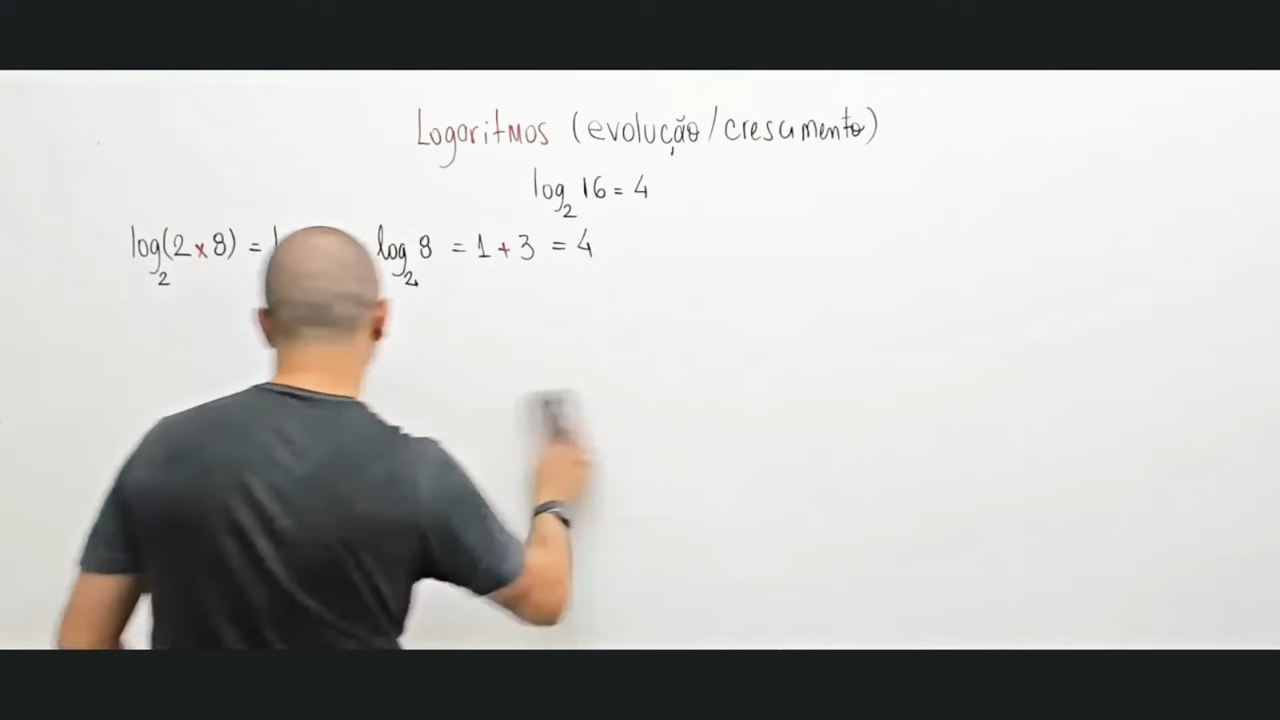 Logaritmos (evolução/crescimento)
log₂ 16 = 4
log₂(2 x 8) = log₂ 8 = 1 + 3 = 4